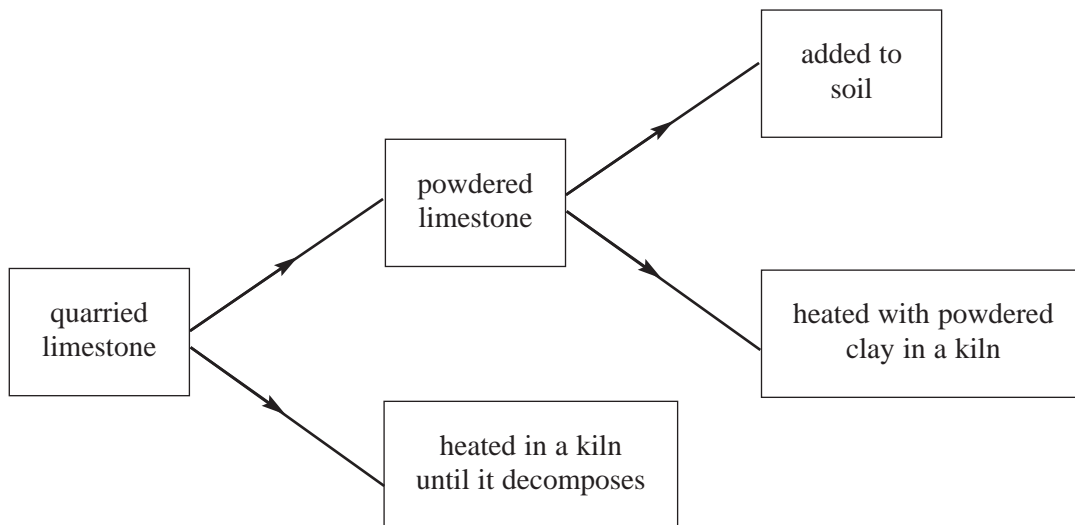 quarried
limestone
powdered
limestone
added to
soil
heated with powdered
clay in a kiln
heated in a kiln
until it decomposes